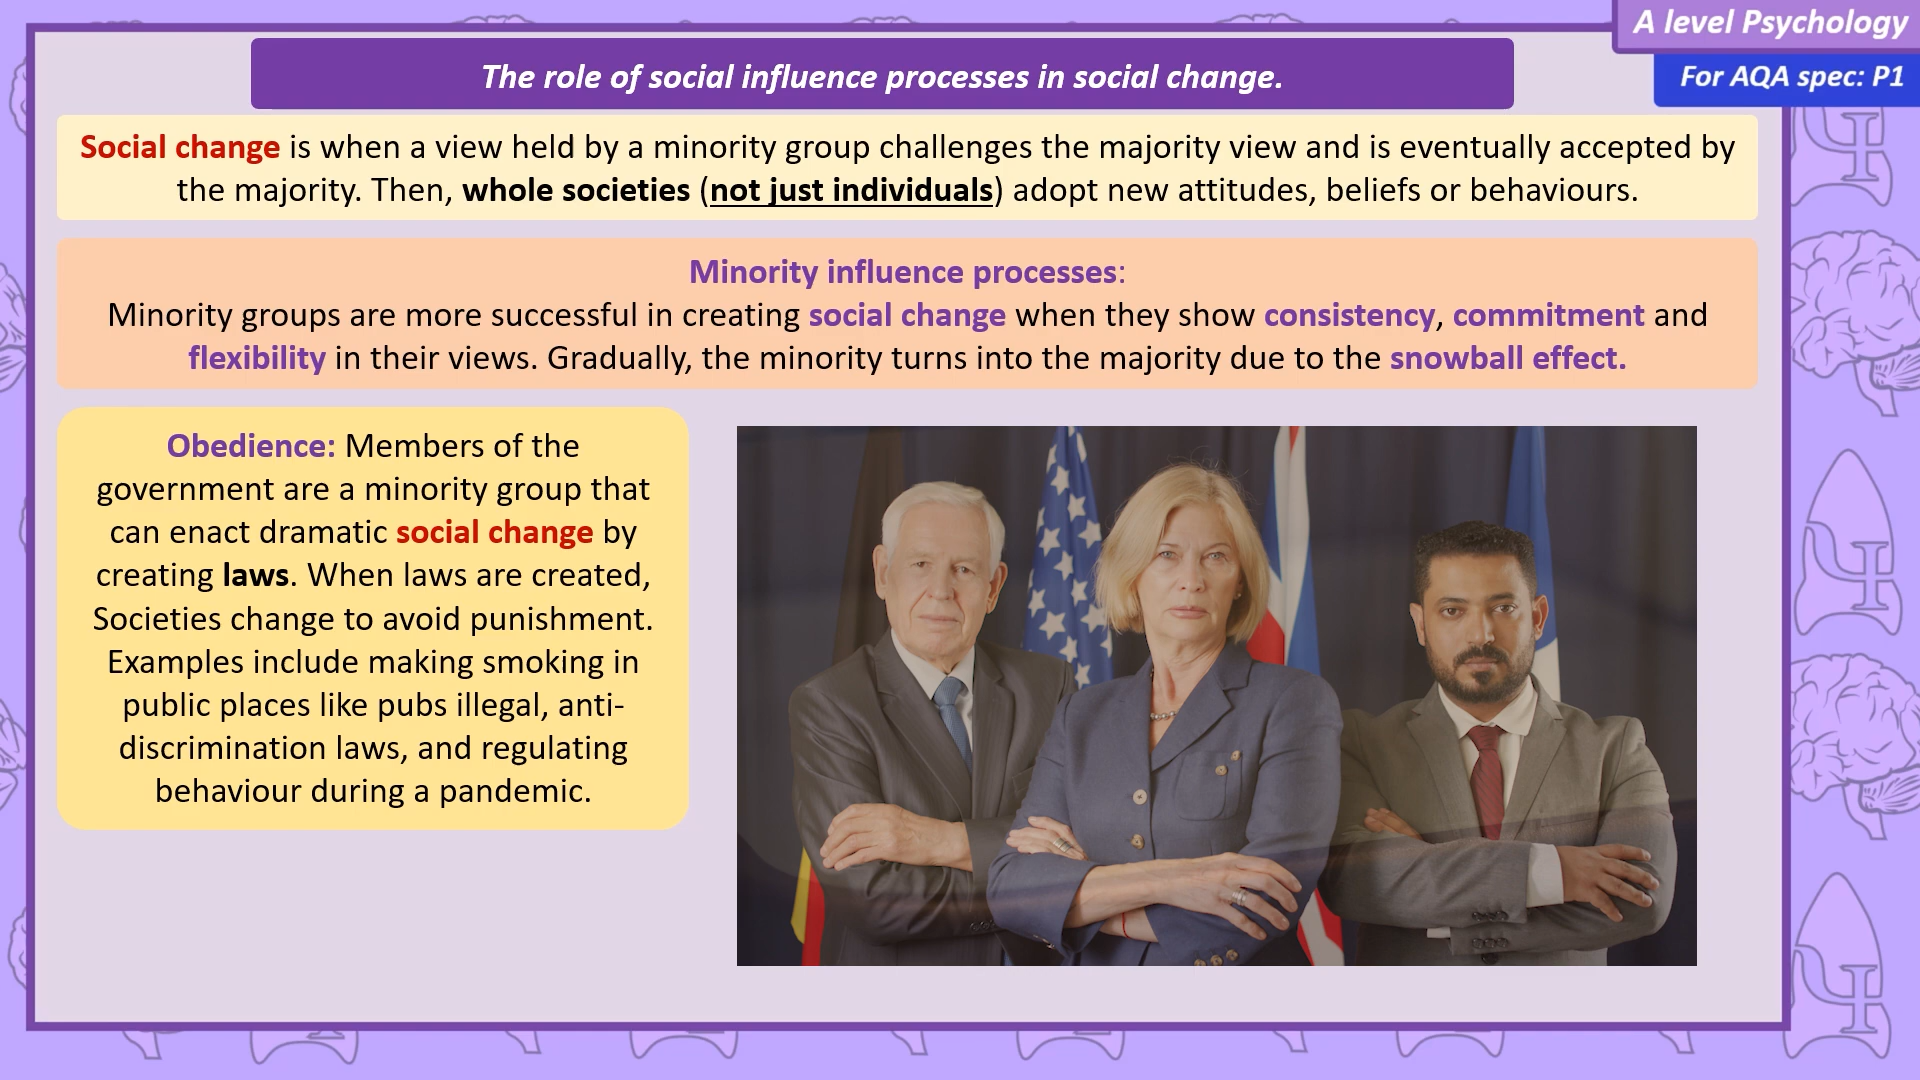 A level Psychology
For AQA spec: P1
The role of social influence processes in social change.
Social change is when a view held by a minority group challenges the majority view and is eventually accepted by
the majority. Then, whole societies (not just individuals) adopt new attitudes, beliefs or behaviours.
Minority influence processes:
Minority groups are more successful in creating social change when they show consistency, commitment and
flexibility in their views. Gradually, the minority turns into the majority due to the snowball effect.
Obedience: Members of the
government are a minority group that
can enact dramatic social change by
creating laws. When laws are created,
Societies change to avoid punishment.
Examples include making smoking in
public places like pubs illegal, anti-
discrimination laws, and regulating
behaviour during a pandemic.